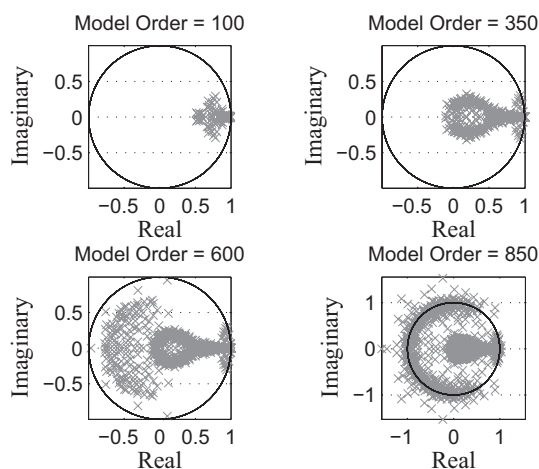 Model Order = 100
Imaginary
0.5
0
−0.5
−0.5 0 0.5 1
Real
Model Order = 350
Imaginary
0.5
0
−0.5
−0.5 0 0.5 1
Real
Model Order = 600
Imaginary
0.5
0
−0.5
−0.5 0 0.5 1
Real
Model Order = 850
Imaginary
1
0
−1
−1 0 1
Real